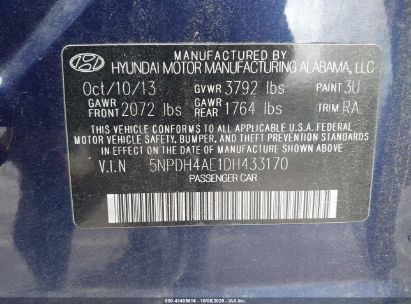 MANUFACTURED BY
HYUNDAI MOTOR MANUFACTURING ALABAMA, LLC
Oct/10/13 GVWR 3792 lbs PAINT 3U
GAWR FRONT 2072 lbs GAWR REAR 1764 lbs TRIM RA
THIS VEHICLE CONFORMS TO ALL APPLICABLE U.S.A. FEDERAL
MOTOR VEHICLE SAFETY, BUMPER, AND THEFT PREVENTION
STANDARDS IN EFFECT ON THE DATE OF MANUFACTURE SHOWN ABOVE.
V.I.N 5NPDH4AE1DH433170
PASSENGER CAR